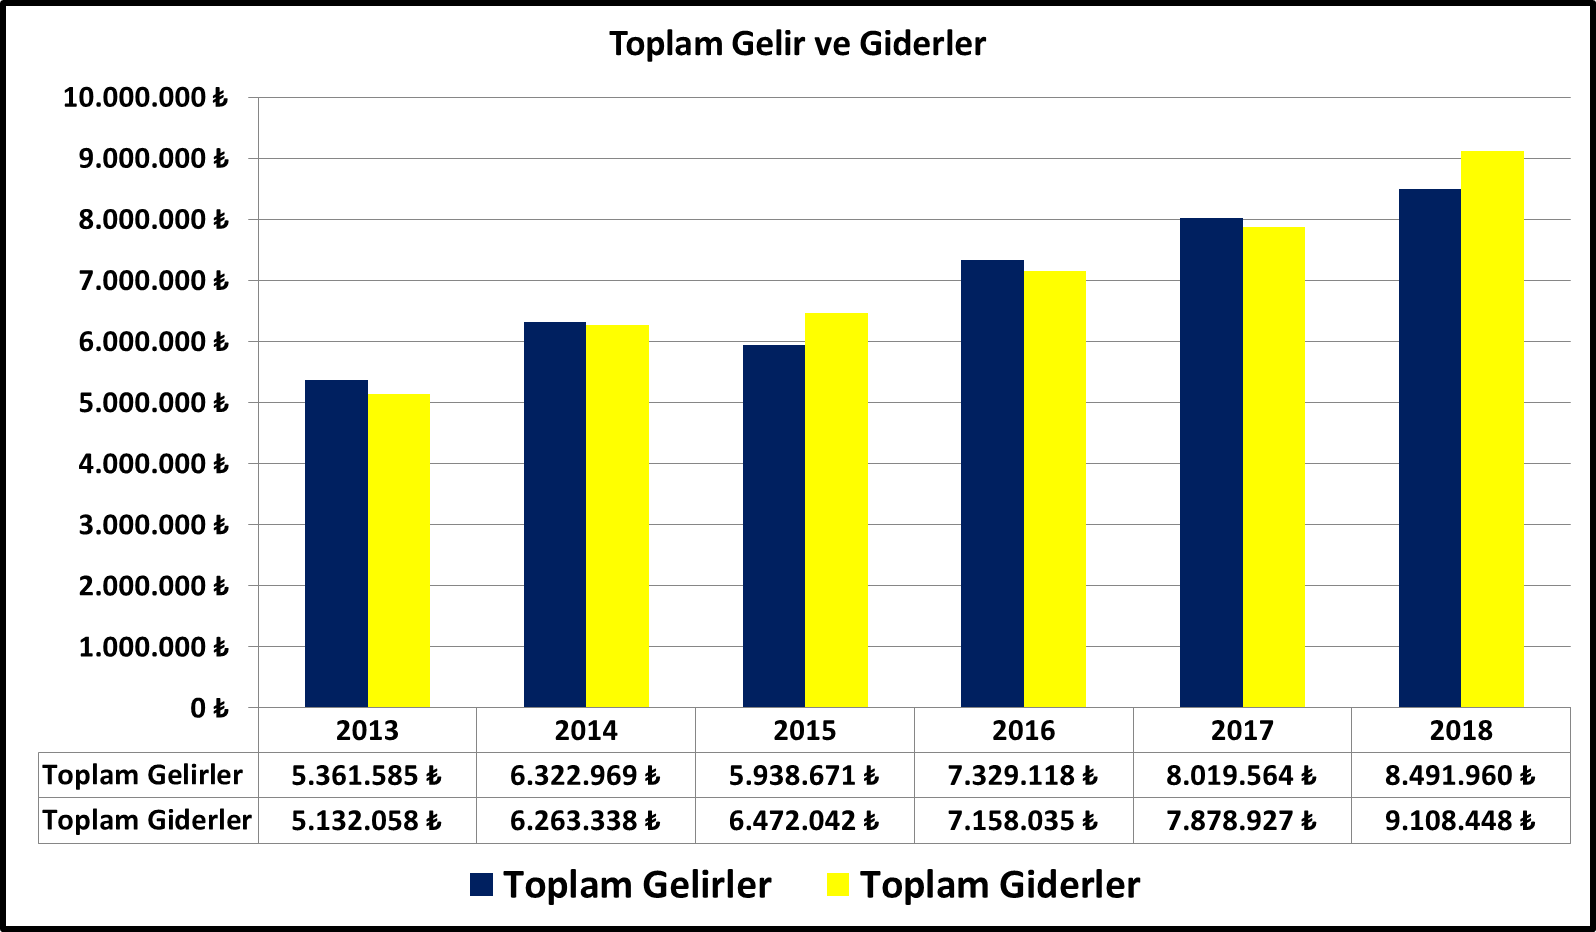 Toplam Gelir ve Giderler
10.000.000 ₺
9.000.000 ₺
8.000.000 ₺
7.000.000 ₺
6.000.000 ₺
5.000.000 ₺
4.000.000 ₺
3.000.000 ₺
2.000.000 ₺
1.000.000 ₺
0 ₺
2013 2014 2015 2016 2017 2018
Toplam Gelirler 5.361.585 ₺ 6.322.969 ₺ 5.938.671 ₺ 7.329.118 ₺ 8.019.564 ₺ 8.491.960 ₺
Toplam Giderler 5.132.058 ₺ 6.263.338 ₺ 6.472.042 ₺ 7.158.035 ₺ 7.878.927 ₺ 9.108.448 ₺
Toplam Gelirler Toplam Giderler